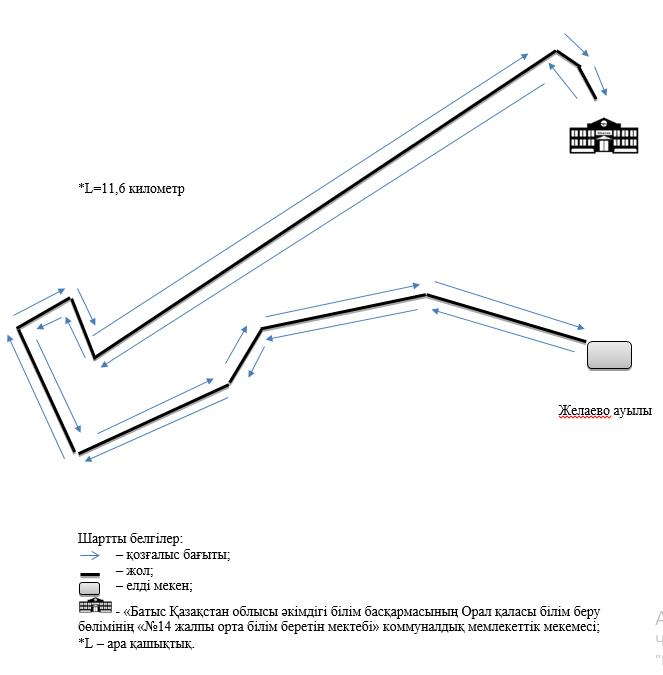 *L=11,6 километр
Желаево ауылы
Шартты белгілер:
– қозғалыс бағыты;
– жол;
– елді мекен;
- «Батыс Қазақстан облысы әкімдігі білім басқармасының Орал қаласы білім беру
бөлімінің «№14 жалпы орта білім беретін мектебі» коммуналдық мемлекеттік мекемесі;
*L – ара қашықтық.